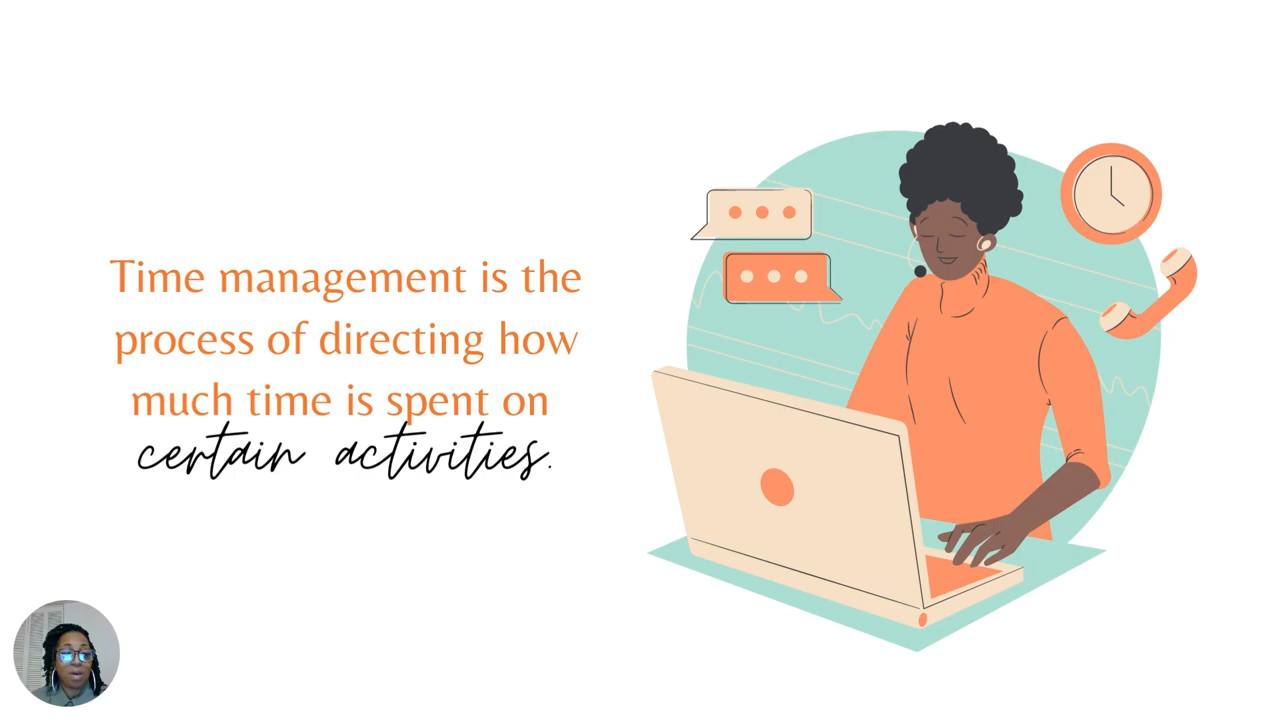 Time management is the
process of directing how
much time is spent on
certain activities.